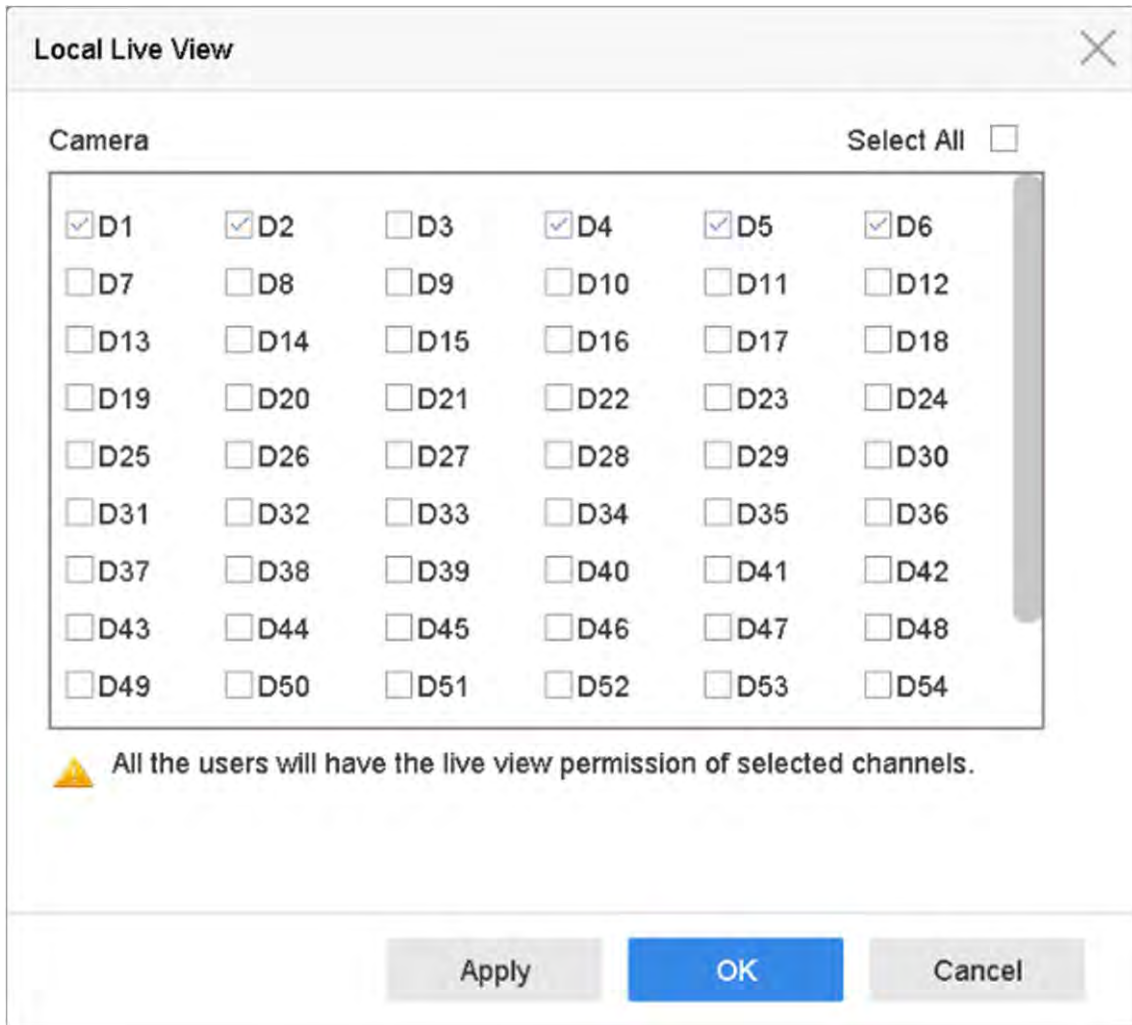 Local Live View
Camera Select All
D1 D2 D3 D4 D5 D6
D7 D8 D9 D10 D11 D12
D13 D14 D15 D16 D17 D18
D19 D20 D21 D22 D23 D24
D25 D26 D27 D28 D29 D30
D31 D32 D33 D34 D35 D36
D37 D38 D39 D40 D41 D42
D43 D44 D45 D46 D47 D48
D49 D50 D51 D52 D53 D54
All the users will have the live view permission of selected channels.
Apply OK Cancel